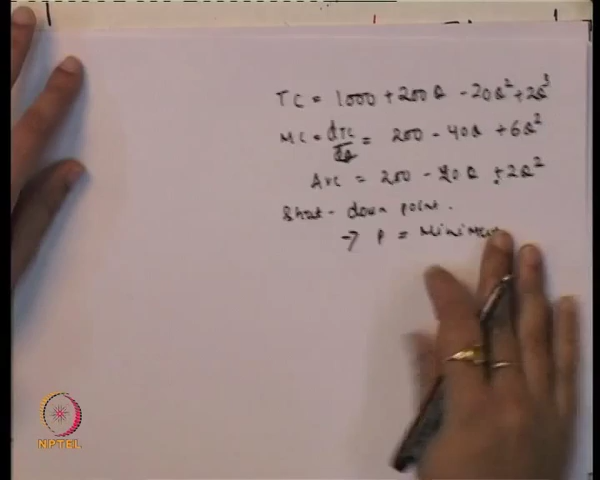 TC = 1000 + 200Q - 20Q² + 2Q³
MC = dTC/dQ = 200 - 40Q + 6Q²
AVC = 200 - 20Q + 2Q²
Shut-down point.
→ P = Minimum
NPTEL